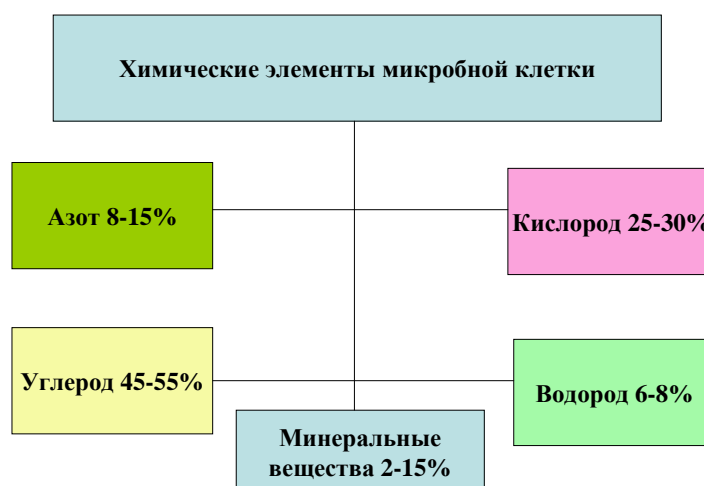 Химические элементы микробной клетки
Азот 8-15%
Кислород 25-30%
Углерод 45-55%
Водород 6-8%
Минеральные
вещества 2-15%